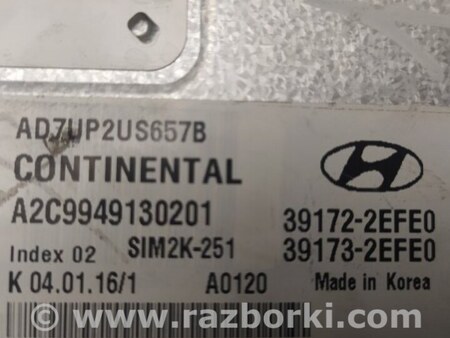 AD7UP2US657B
CONTINENTAL
A2C9949130201 39172-2EFE0
Index 02 SIM2K-251 39173-2EFE0
K 04.01.16/1 A0120 Made in Korea
www.razborki.com